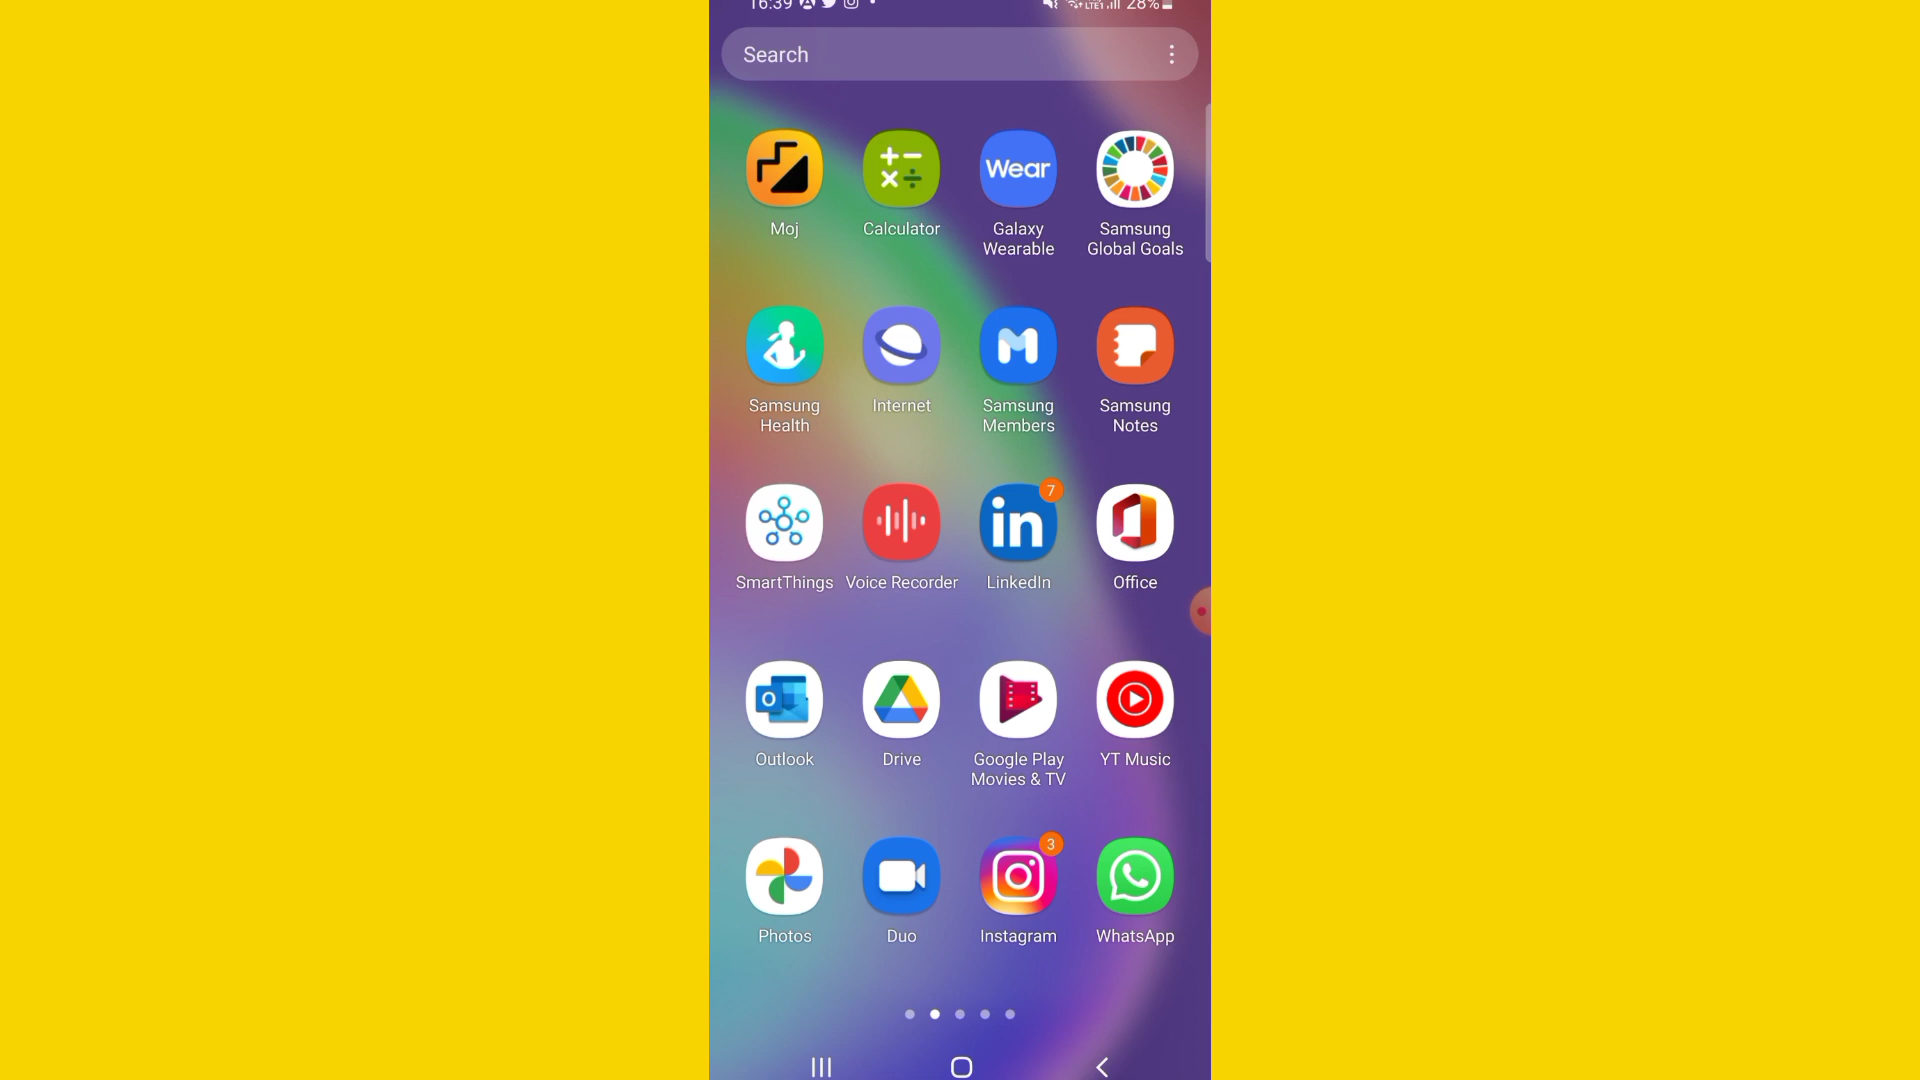 16:39 LTE1 28%
Search
Wear
Moj Calculator Galaxy Samsung
Wearable Global Goals
Samsung Internet Samsung Samsung
Health Members Notes
7
in
SmartThings Voice Recorder LinkedIn Office
O
Outlook Drive Google Play YT Music
Movies & TV
3
Photos Duo Instagram WhatsApp